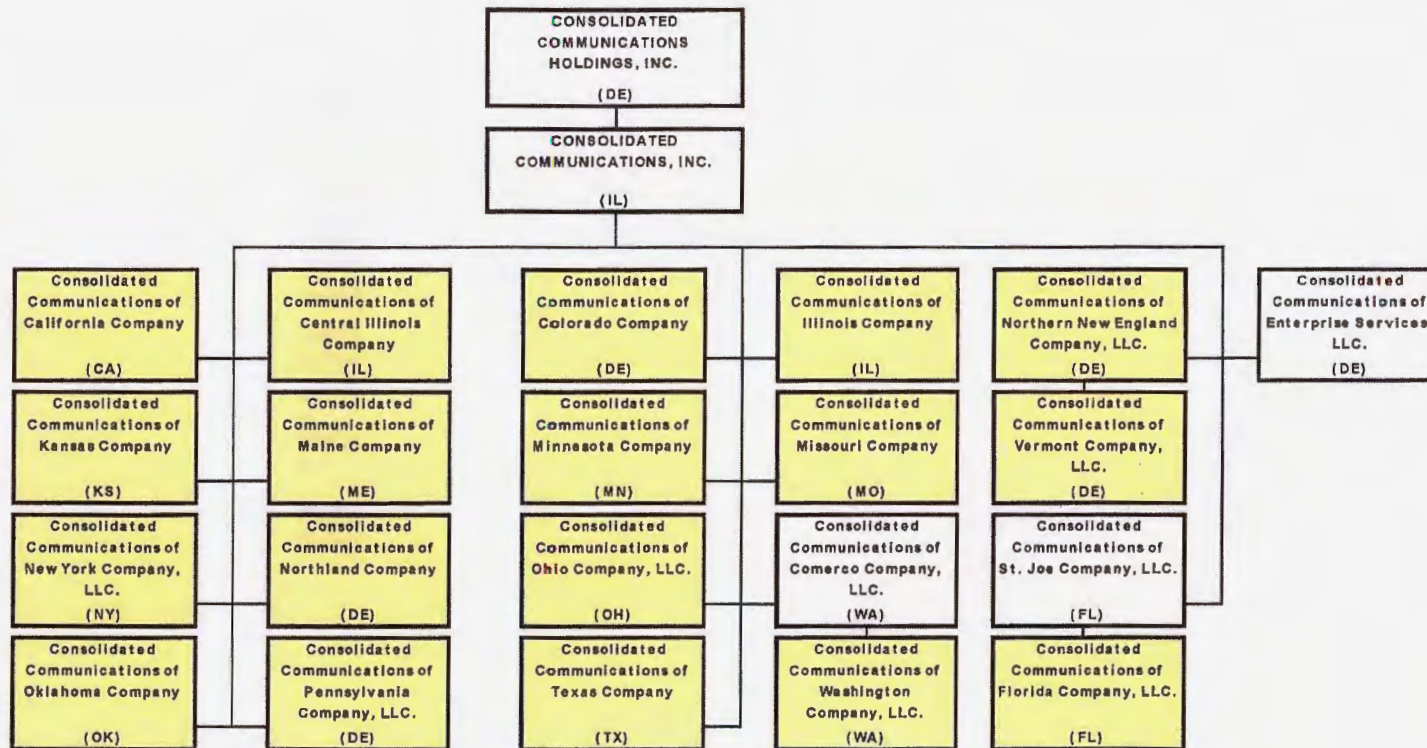 CONSOLIDATED
COMMUNICATIONS
HOLDINGS, INC.
(DE)
CONSOLIDATED
COMMUNICATIONS, INC.
(IL)
Consolidated
Communications of
California Company
(CA)
Consolidated
Communications of
Central Illinois
Company
(IL)
Consolidated
Communications of
Colorado Company
(DE)
Consolidated
Communications of
Illinois Company
(IL)
Consolidated
Communications of
Northern New England
Company, LLC.
(DE)
Consolidated
Communications of
Enterprise Services
LLC.
(DE)
Consolidated
Communications of
Kansas Company
(KS)
Consolidated
Communications of
Maine Company
(ME)
Consolidated
Communications of
Minnesota Company
(MN)
Consolidated
Communications of
Missouri Company
(MO)
Consolidated
Communications of
Vermont Company,
LLC.
(DE)
Consolidated
Communications of
New York Company,
LLC.
(NY)
Consolidated
Communications of
Northland Company
(DE)
Consolidated
Communications of
Ohio Company, LLC.
(OH)
Consolidated
Communications of
Comerco Company,
LLC.
(WA)
Consolidated
Communications of
St. Joe Company, LLC.
(FL)
Consolidated
Communications of
Oklahoma Company
(OK)
Consolidated
Communications of
Pennsylvania
Company, LLC.
(DE)
Consolidated
Communications of
Texas Company
(TX)
Consolidated
Communications of
Washington
Company, LLC.
(WA)
Consolidated
Communications of
Florida Company, LLC.
(FL)